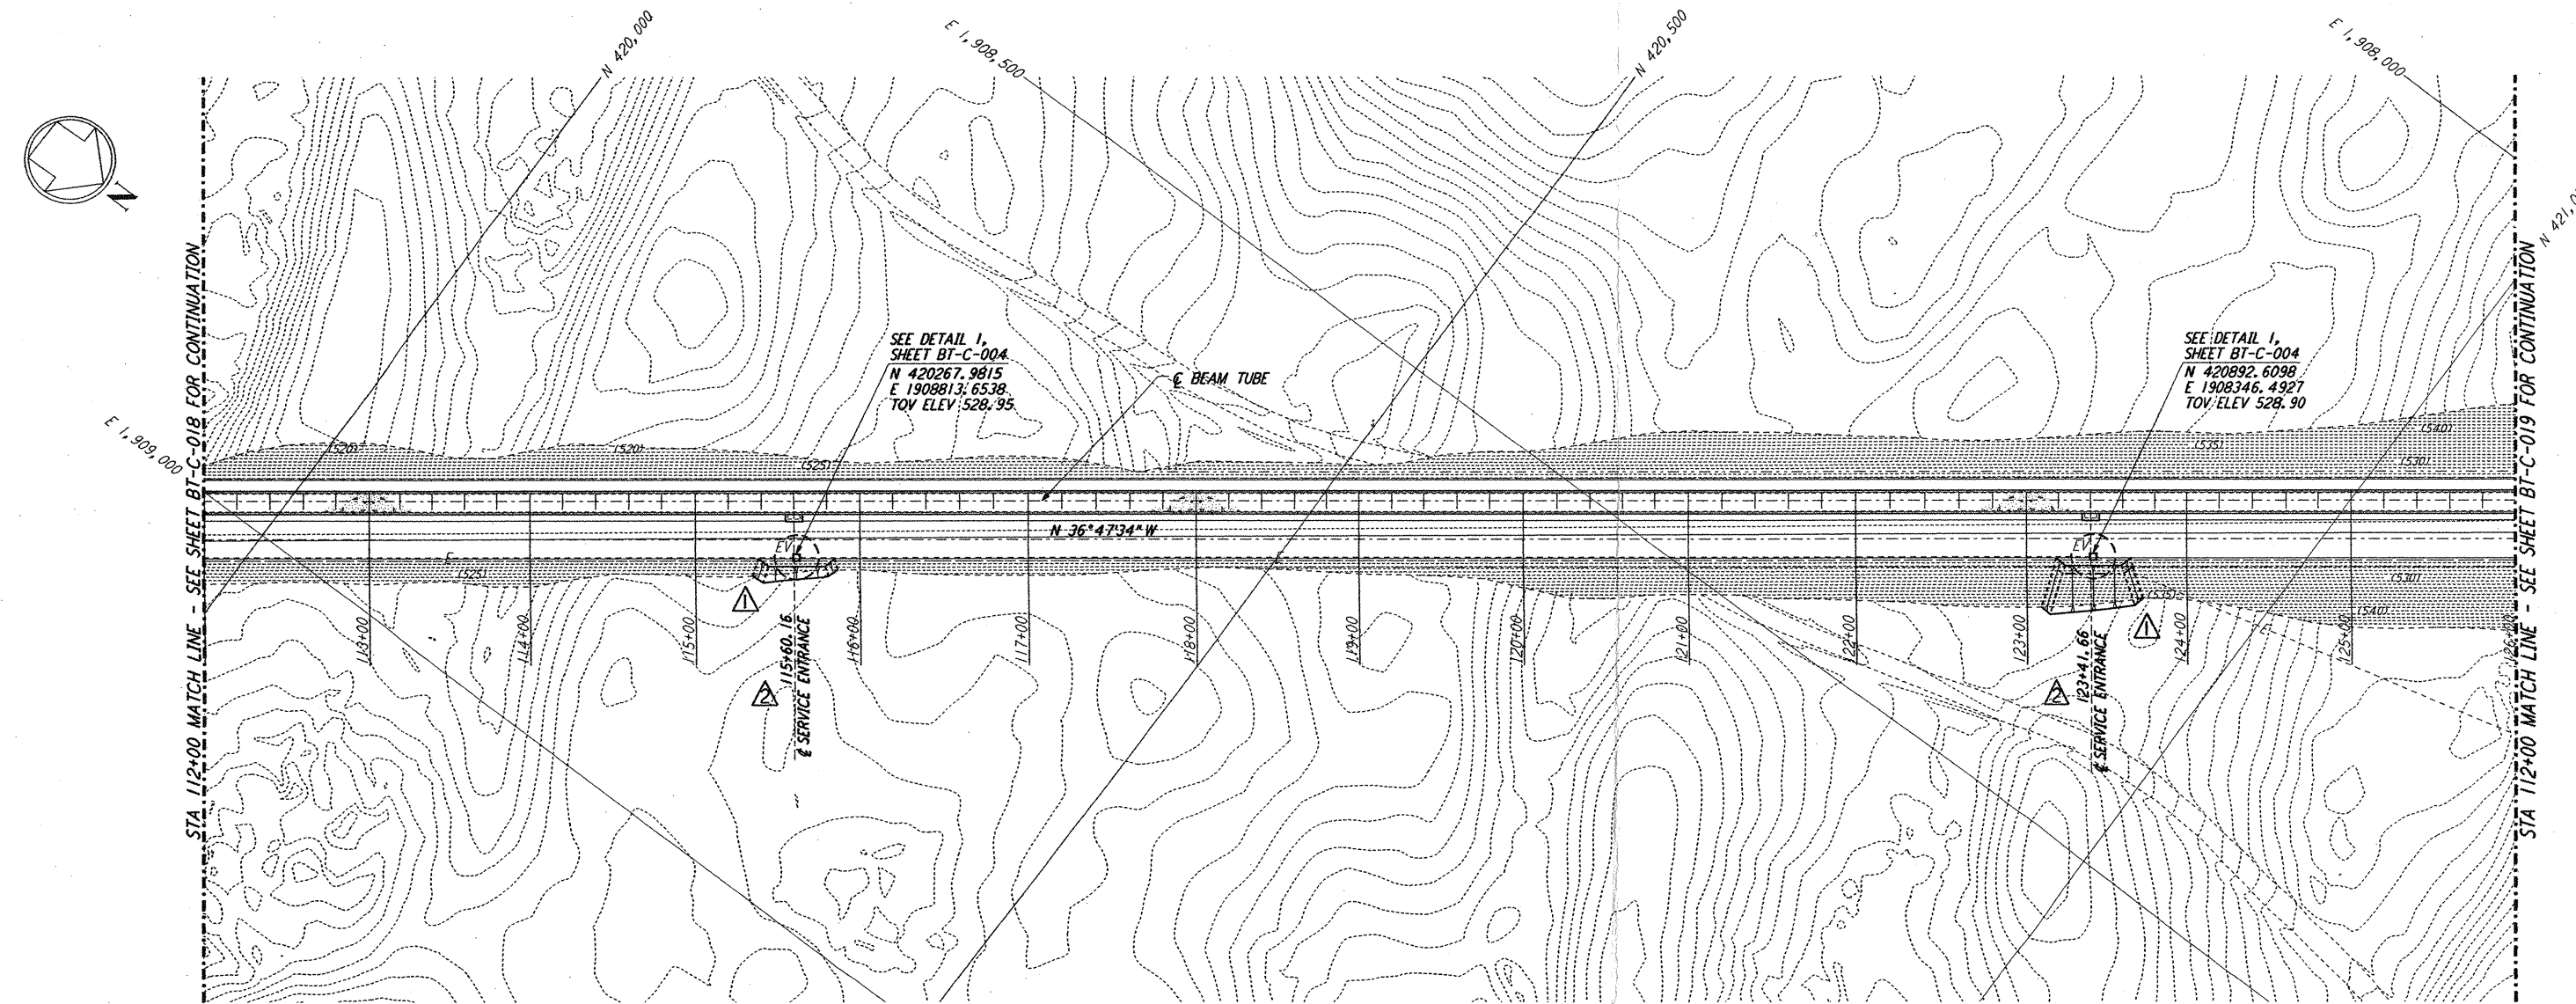 N 420,000
E 1,908,500
N 420,500
E 1,908,000
N
N 421,0
STA 112+00 MATCH LINE - SEE SHEET BT-C-018 FOR CONTINUATION
E 1,909,000
SEE DETAIL 1,
SHEET BT-C-004
N 420267.9815
E 1908813.6538
TOV ELEV 528.95
℄ BEAM TUBE
SEE DETAIL 1,
SHEET BT-C-004
N 420892.6098
E 1908346.4927
TOV ELEV 528.90
STA 112+00 MATCH LINE - SEE SHEET BT-C-019 FOR CONTINUATION
(520)
(520)
(525)
(535)
(540)
(530)
N 36°47'34" W
EV
EV
E
E
(525)
(530)
(535)
(540)
E
1
1
113+00
114+00
115+00
115+60.16
℄ SERVICE ENTRANCE
116+00
117+00
118+00
119+00
120+00
121+00
122+00
123+00
123+41.66
℄ SERVICE ENTRANCE
124+00
125+00
2
2